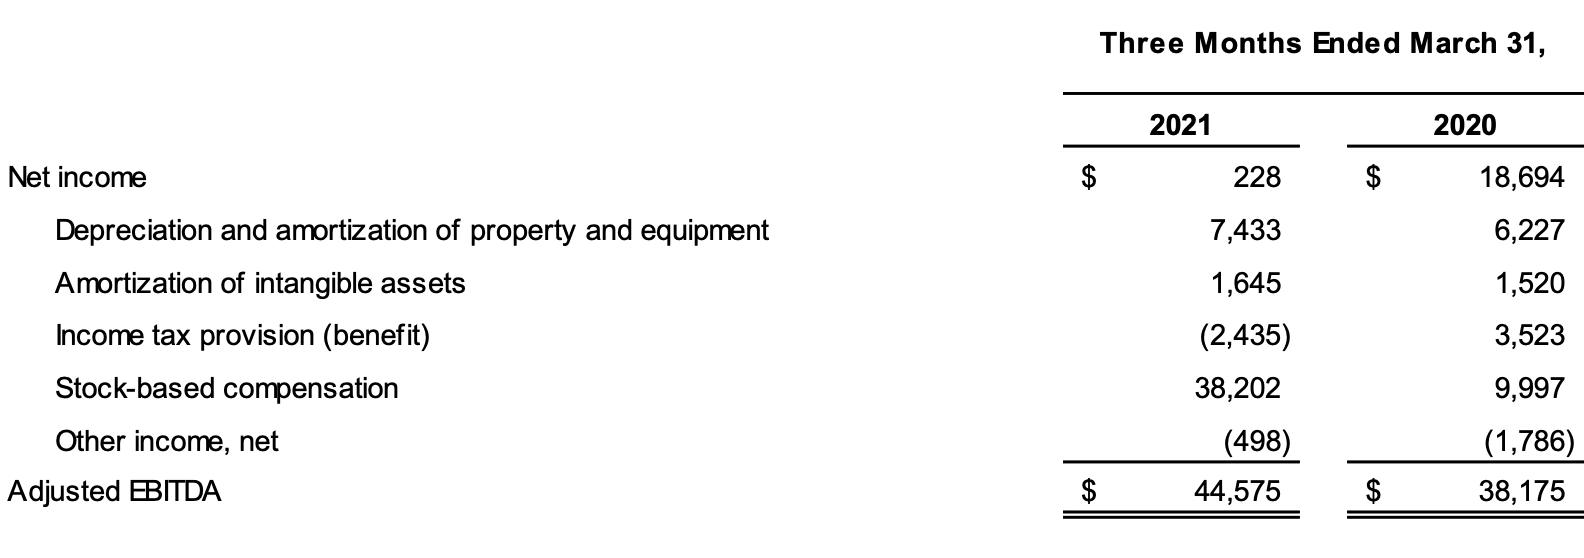 Three Months Ended March 31,
2021 2020
Net income $ 228 $ 18,694
Depreciation and amortization of property and equipment 7,433 6,227
Amortization of intangible assets 1,645 1,520
Income tax provision (benefit) (2,435) 3,523
Stock-based compensation 38,202 9,997
Other income, net (498) (1,786)
Adjusted EBITDA $ 44,575 $ 38,175